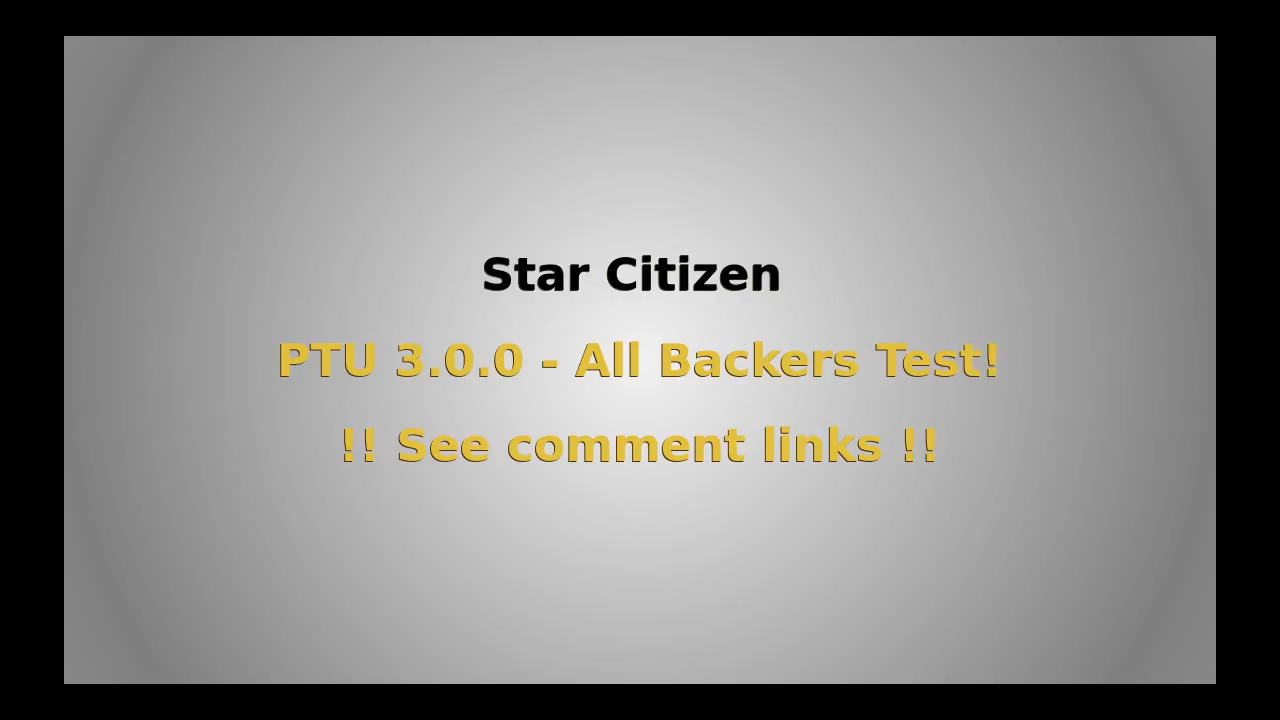 Star Citizen
PTU 3.0.0 - All Backers Test!
!! See comment links !!